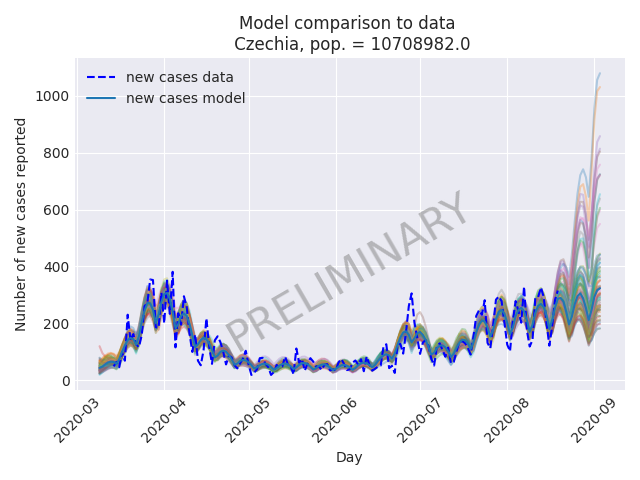 Model comparison to data
Czechia, pop. = 10708982.0
new cases data
new cases model
Number of new cases reported
1000
800
600
400
200
0
PRELIMINARY
2020-03
2020-04
2020-05
2020-06
2020-07
2020-08
2020-09
Day